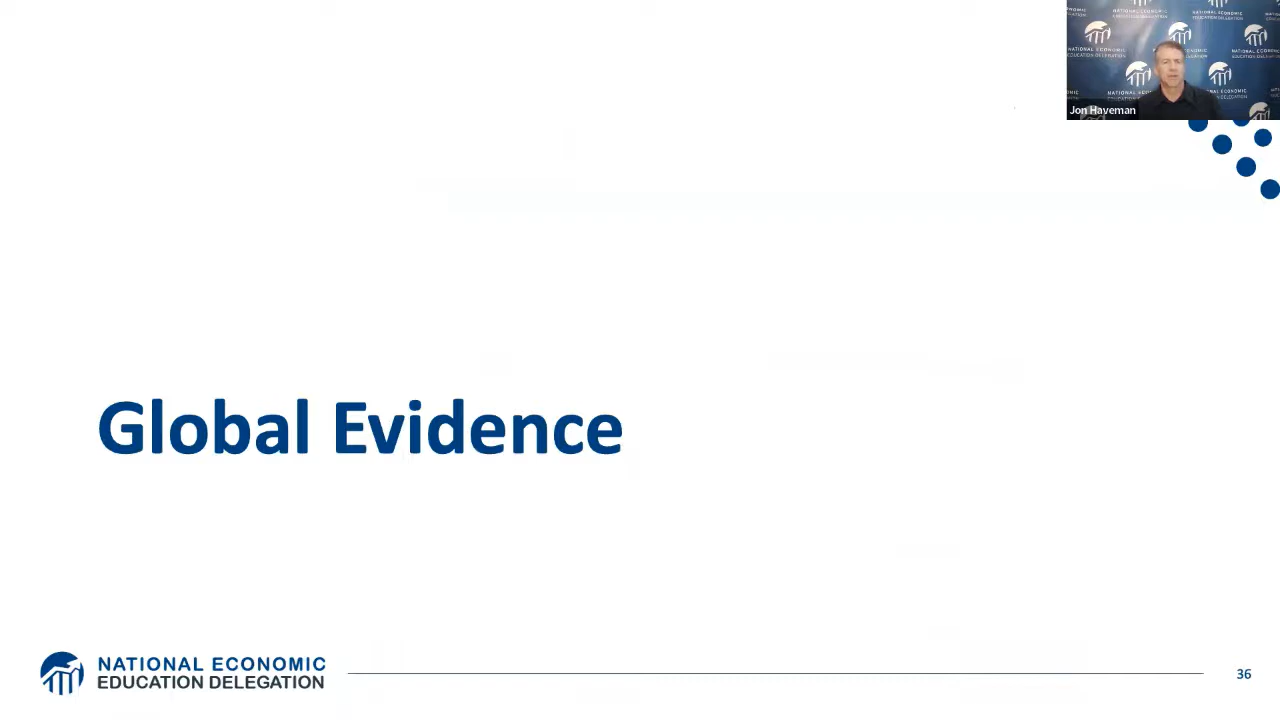 Jon Haveman
Global Evidence
NATIONAL ECONOMIC
EDUCATION DELEGATION
36